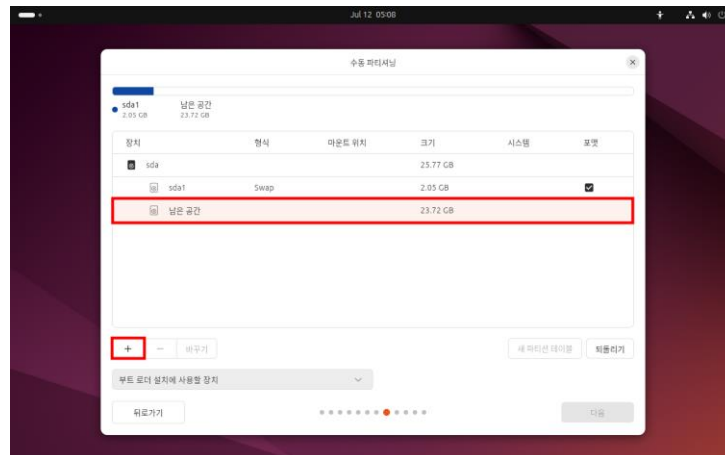 Jul 12 05:00
수동 파티셔닝
sda1 남은 공간
2.05 GB 23.72 GB
장치 형식 마운트 위치 크기 시스템 포맷
sda 25.77 GB
sda1 Swap 2.05 GB
남은 공간 23.72 GB
+ − 바꾸기 새 파티션 테이블 되돌리기
부트 로더 설치에 사용할 장치
뒤로가기 다음